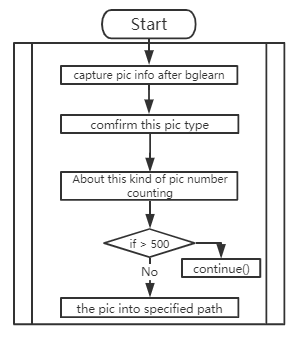 Start
capture pic info after bglearn
comfirm this pic type
About this kind of pic number
counting
if > 500
No
continue()
the pic into specified path